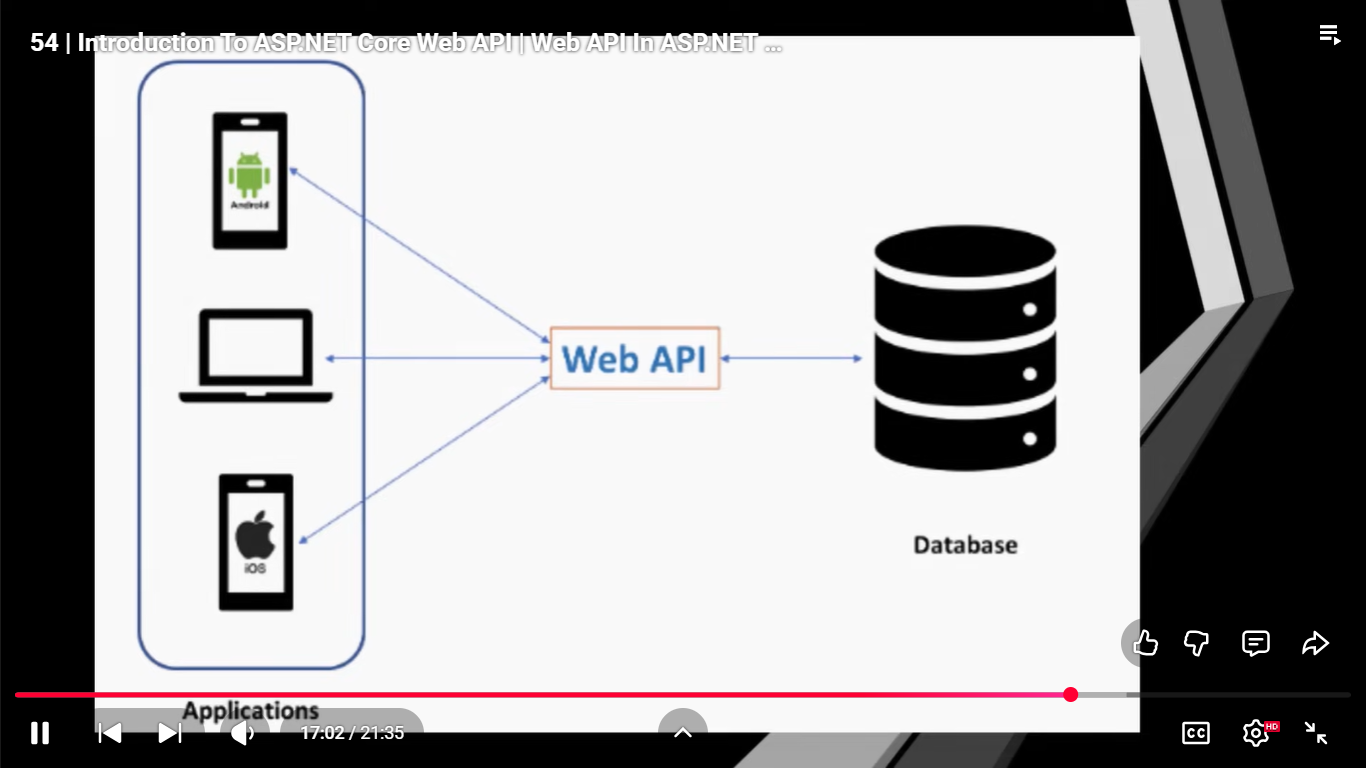 54 | Introduction To ASP.NET Core Web API | Web API In ASP.NET ...
Android
Web API
iOS
Database
Applications
17:02 / 21:35
CC
HD